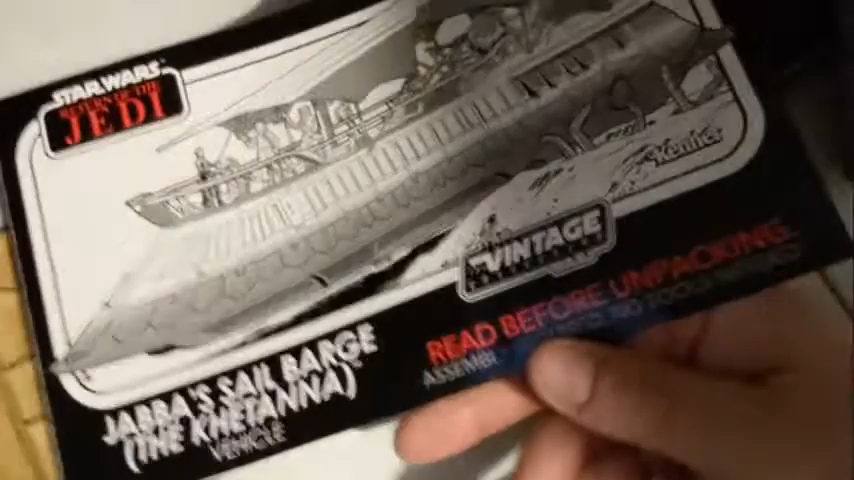 STAR WARS
RETURN OF THE
JEDI
Kenner
THE VINTAGE
COLLECTION
READ BEFORE UNPACKING.
JABBA'S SAIL BARGE
(THE KHETANNA)
VEHICLE